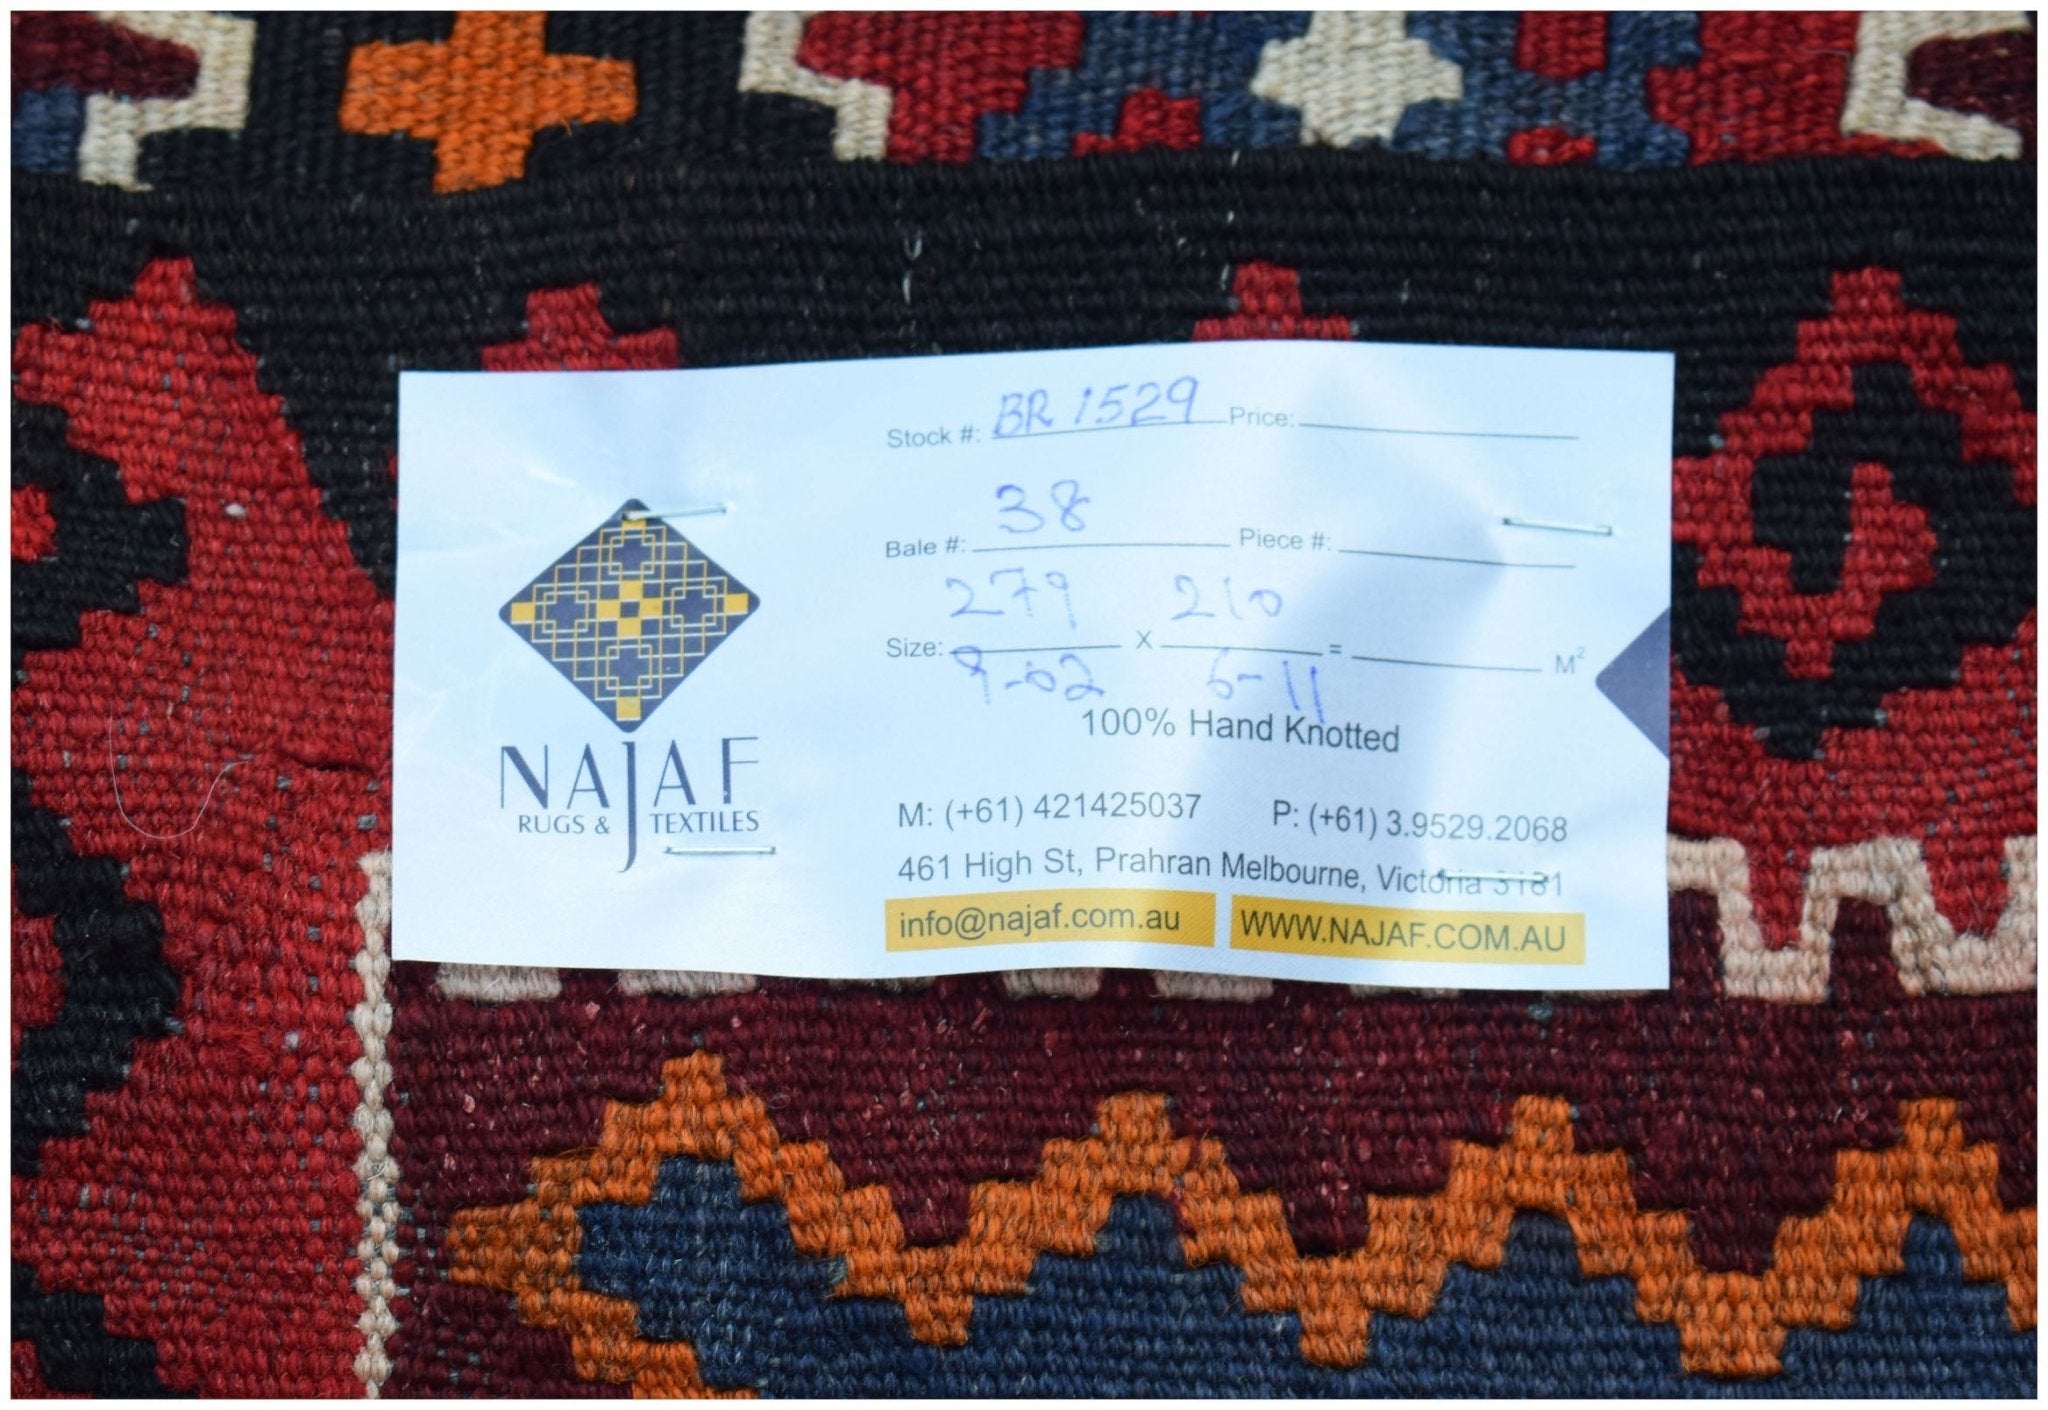 Stock #: BR 1529 Price:
Bale #: 38 Piece #:
279 210
Size: X = M²
9-02 6-11
100% Hand Knotted
NAJAF
RUGS & TEXTILES
M: (+61) 421425037 P: (+61) 3.9529.2068
461 High St, Prahran Melbourne, Victoria 3181
info@najaf.com.au WWW.NAJAF.COM.AU